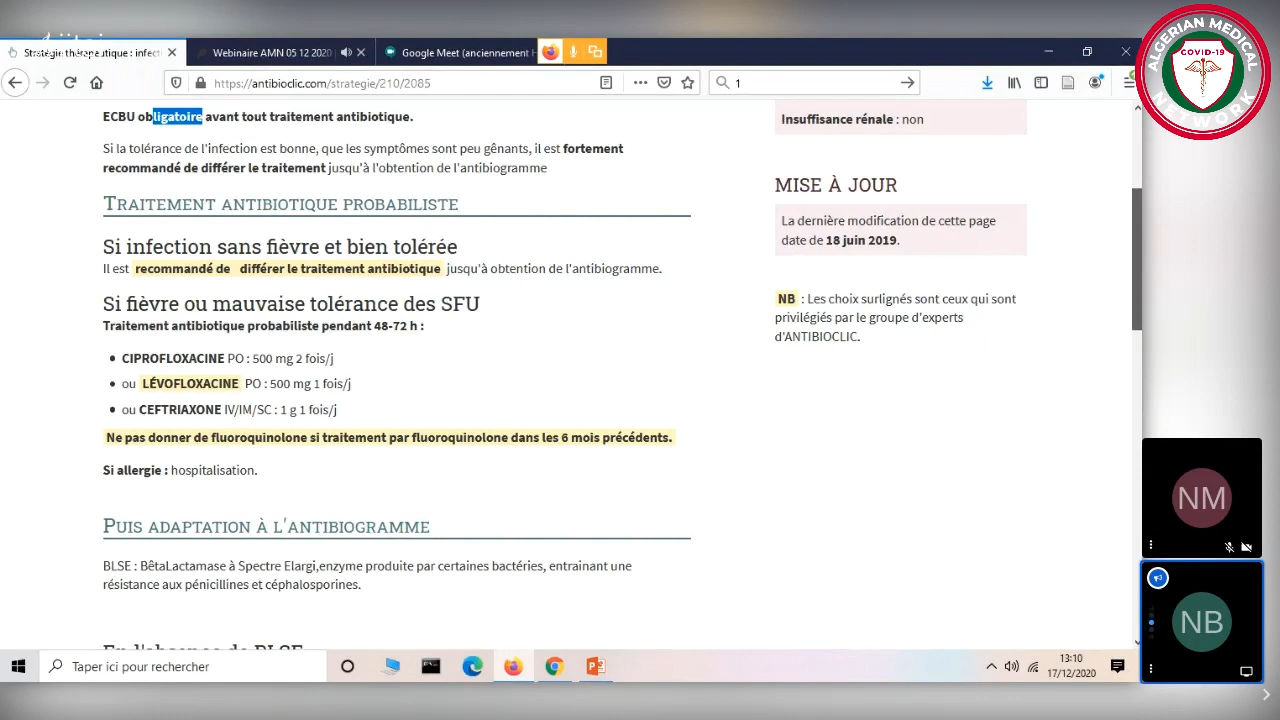 Stratégie thérapeutique : infect
Webinaire AMN 05 12 2020
Google Meet (anciennement H
https://antibioclic.com/strategie/210/2085
1
ECBU obligatoire avant tout traitement antibiotique.
Si la tolérance de l'infection est bonne, que les symptômes sont peu gênants, il est fortement
recommandé de différer le traitement jusqu'à l'obtention de l'antibiogramme
TRAITEMENT ANTIBIOTIQUE PROBABILISTE
Si infection sans fièvre et bien tolérée
Il est recommandé de différer le traitement antibiotique jusqu'à obtention de l'antibiogramme.
Si fièvre ou mauvaise tolérance des SFU
Traitement antibiotique probabiliste pendant 48-72 h :
• CIPROFLOXACINE PO : 500 mg 2 fois/j
• ou LÉVOFLOXACINE PO : 500 mg 1 fois/j
• ou CEFTRIAXONE IV/IM/SC : 1 g 1 fois/j
Ne pas donner de fluoroquinolone si traitement par fluoroquinolone dans les 6 mois précédents.
Si allergie : hospitalisation.
PUIS ADAPTATION À L'ANTIBIOGRAMME
BLSE : BêtaLactamase à Spectre Elargi,enzyme produite par certaines bactéries, entrainant une
résistance aux pénicillines et céphalosporines.
En l'absence de BLSE
Insuffisance rénale : non
MISE À JOUR
La dernière modification de cette page
date de 18 juin 2019.
NB : Les choix surlignés sont ceux qui sont
privilégiés par le groupe d'experts
d'ANTIBIOCLIC.
ALGERIAN MEDICAL
COVID-19
NETWORK
NM
NB
Taper ici pour rechercher
13:10
17/12/2020